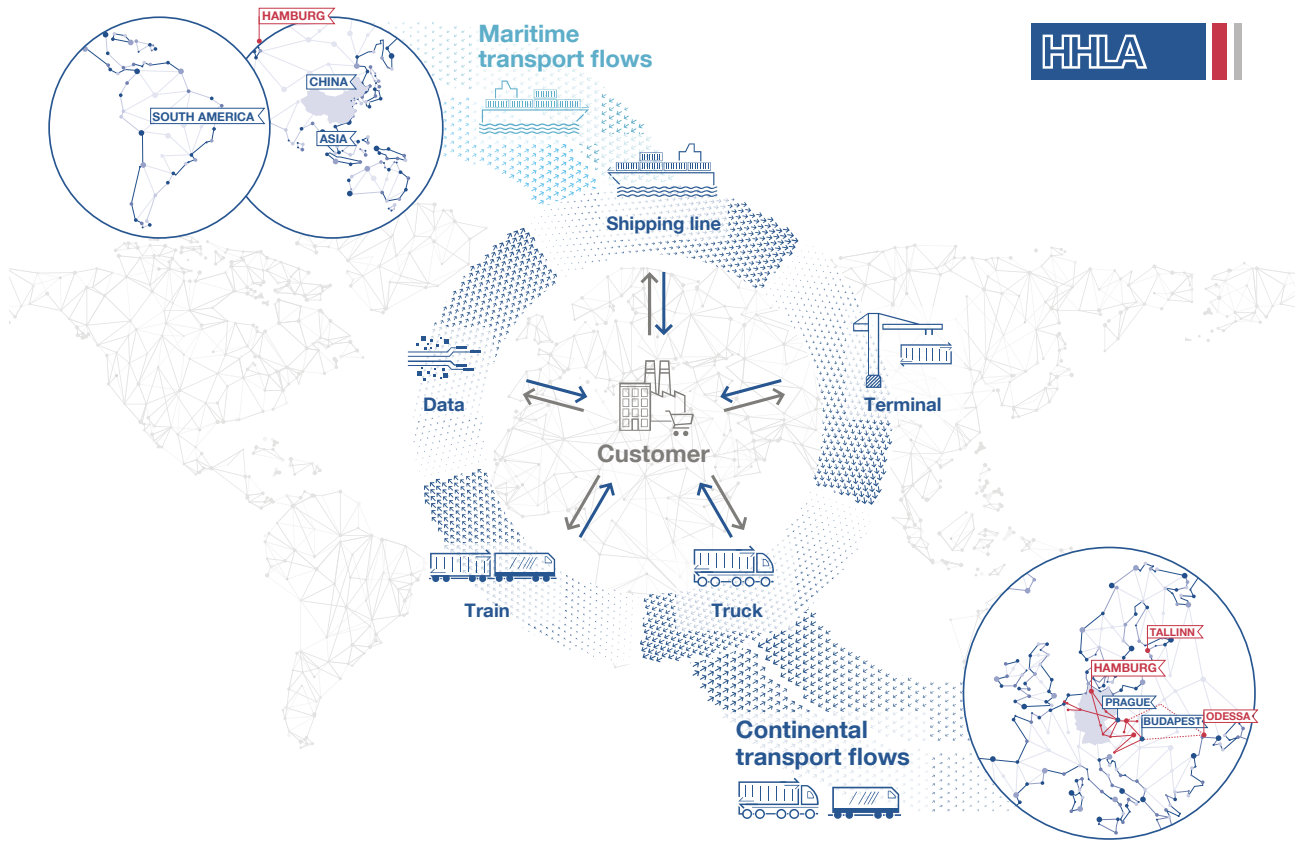 HAMBURG
CHINA
SOUTH AMERICA
ASIA
Maritime
transport flows
HHLA
Shipping line
Data
Terminal
Customer
Train
Truck
Continental
transport flows
TALLINN
HAMBURG
PRAGUE
BUDAPEST
ODESSA